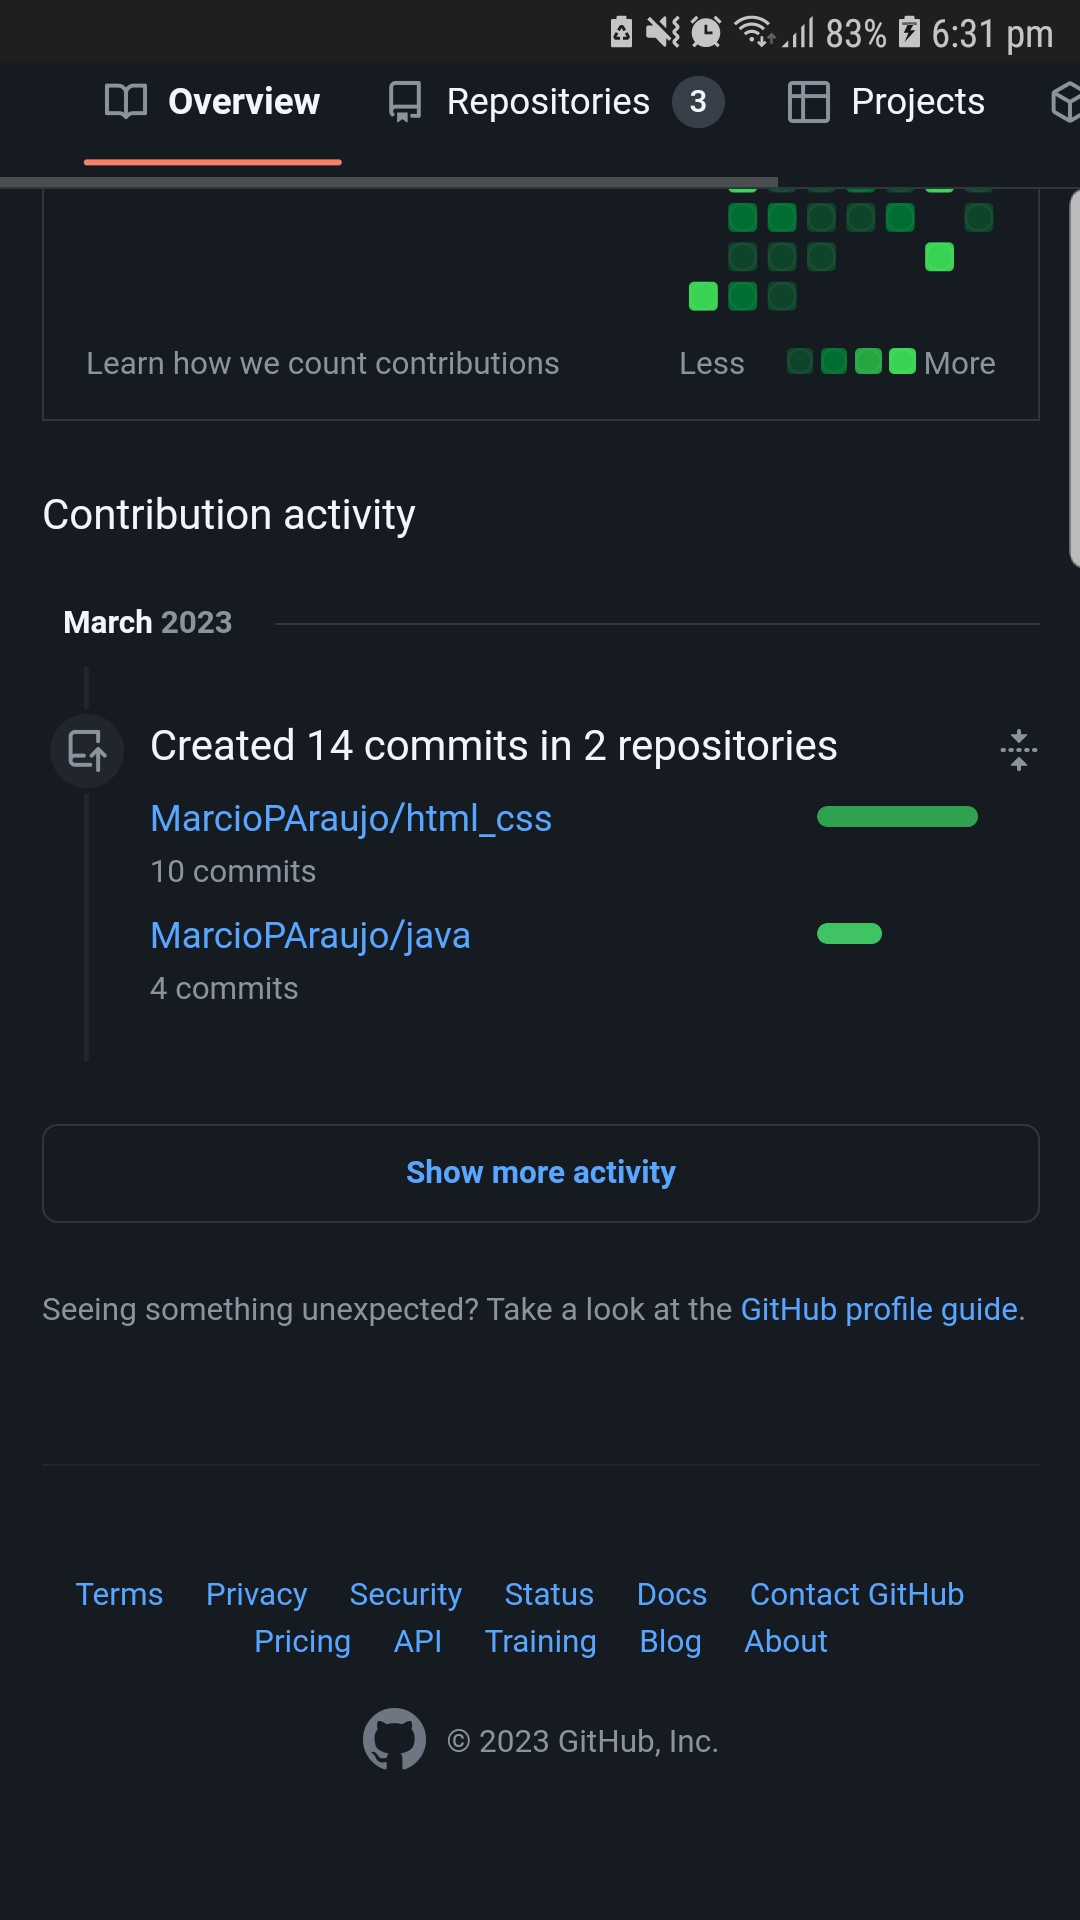 83% 6:31 pm
Overview Repositories 3 Projects
Learn how we count contributions Less More
Contribution activity
March 2023
Created 14 commits in 2 repositories
MarcioPAraujo/html_css
10 commits
MarcioPAraujo/java
4 commits
Show more activity
Seeing something unexpected? Take a look at the GitHub profile guide.
Terms Privacy Security Status Docs Contact GitHub
Pricing API Training Blog About
© 2023 GitHub, Inc.